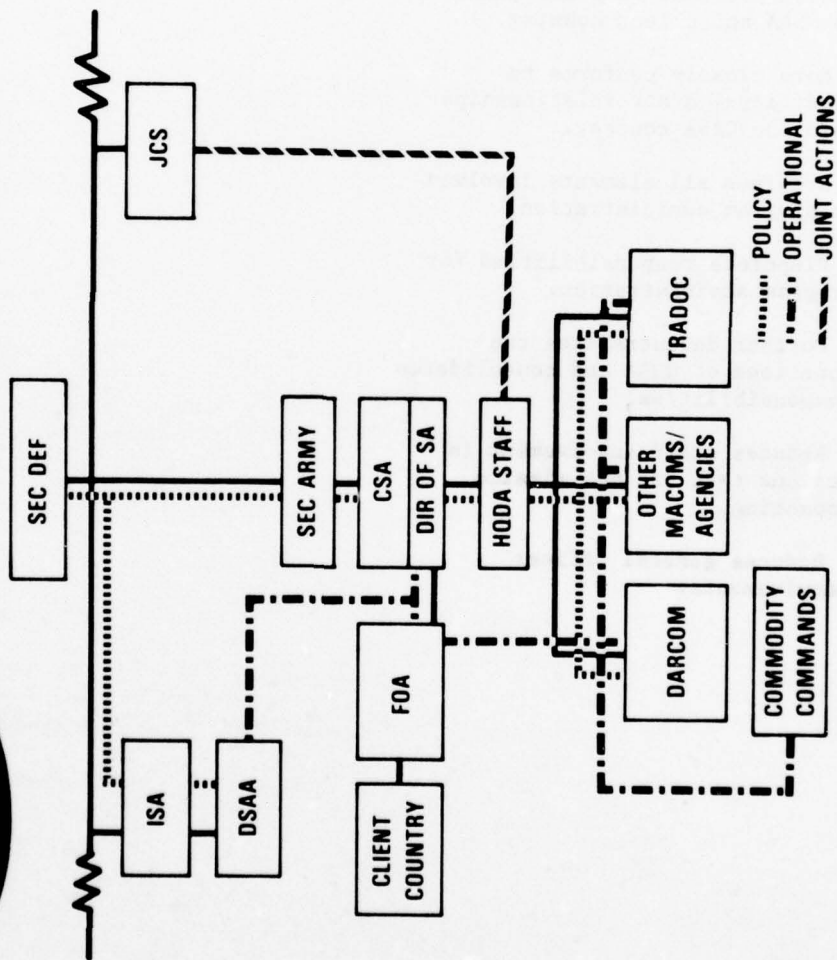 SEC DEF
JCS
ISA
DSAA
SEC ARMY
CSA
DIR OF SA
FOA
CLIENT
COUNTRY
HQDA STAFF
DARCOM
OTHER
MACOMS/
AGENCIES
TRADOC
COMMODITY
COMMANDS
POLICY
OPERATIONAL
JOINT ACTIONS